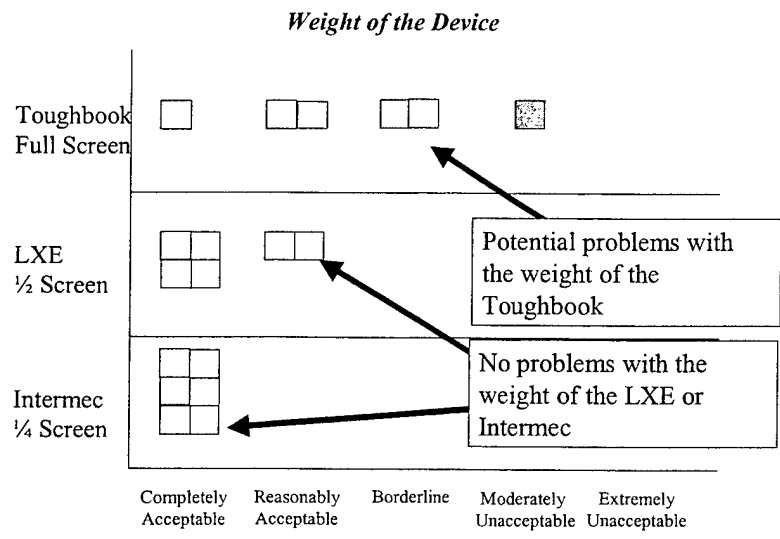 Weight of the Device
Toughbook
Full Screen
Potential problems with
the weight of the
Toughbook
LXE
½ Screen
No problems with the
weight of the LXE or
Intermec
Intermec
¼ Screen
Completely
Acceptable
Reasonably
Acceptable
Borderline
Moderately
Unacceptable
Extremely
Unacceptable